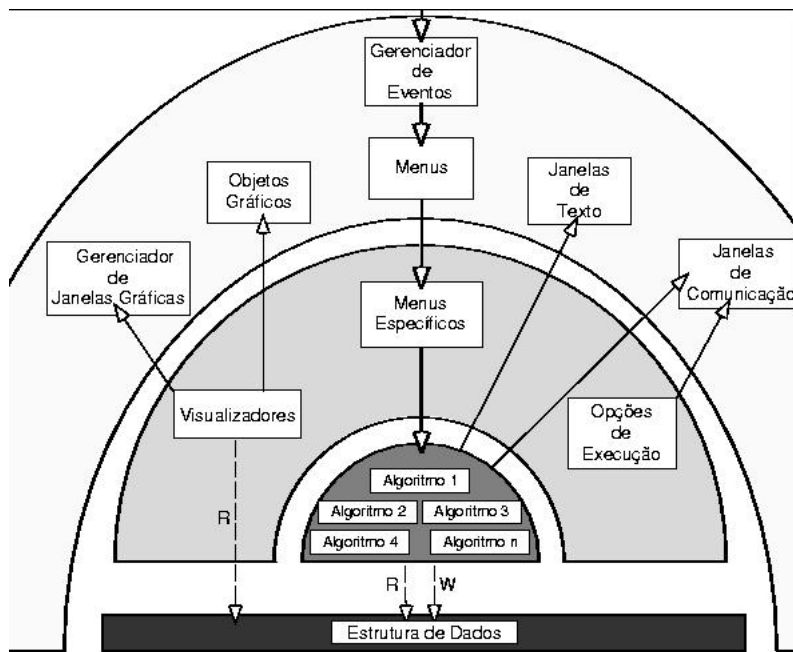 Gerenciador
de
Eventos
Menus
Objetos
Gráficos
Janelas
de
Texto
Gerenciador
de
Janelas Gráficas
Janelas
de
Comunicação
Menus
Específicos
Visualizadores
Opções
de
Execução
Algoritmo 1
Algoritmo 2
Algoritmo 3
Algoritmo 4
Algoritmo n
R
R
W
Estrutura de Dados